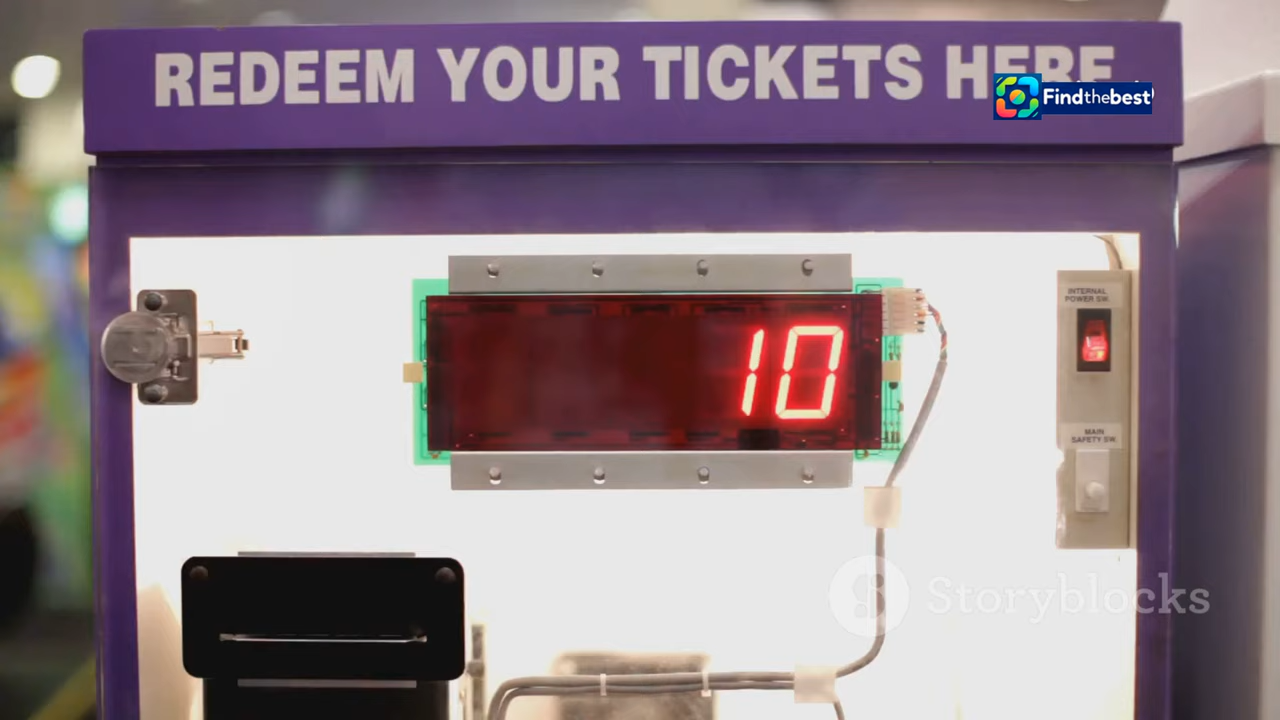 REDEEM YOUR TICKETS HERE
Findthebest
10
INTERNAL
POWER SW.
MAIN
SAFETY SW.
Storyblocks